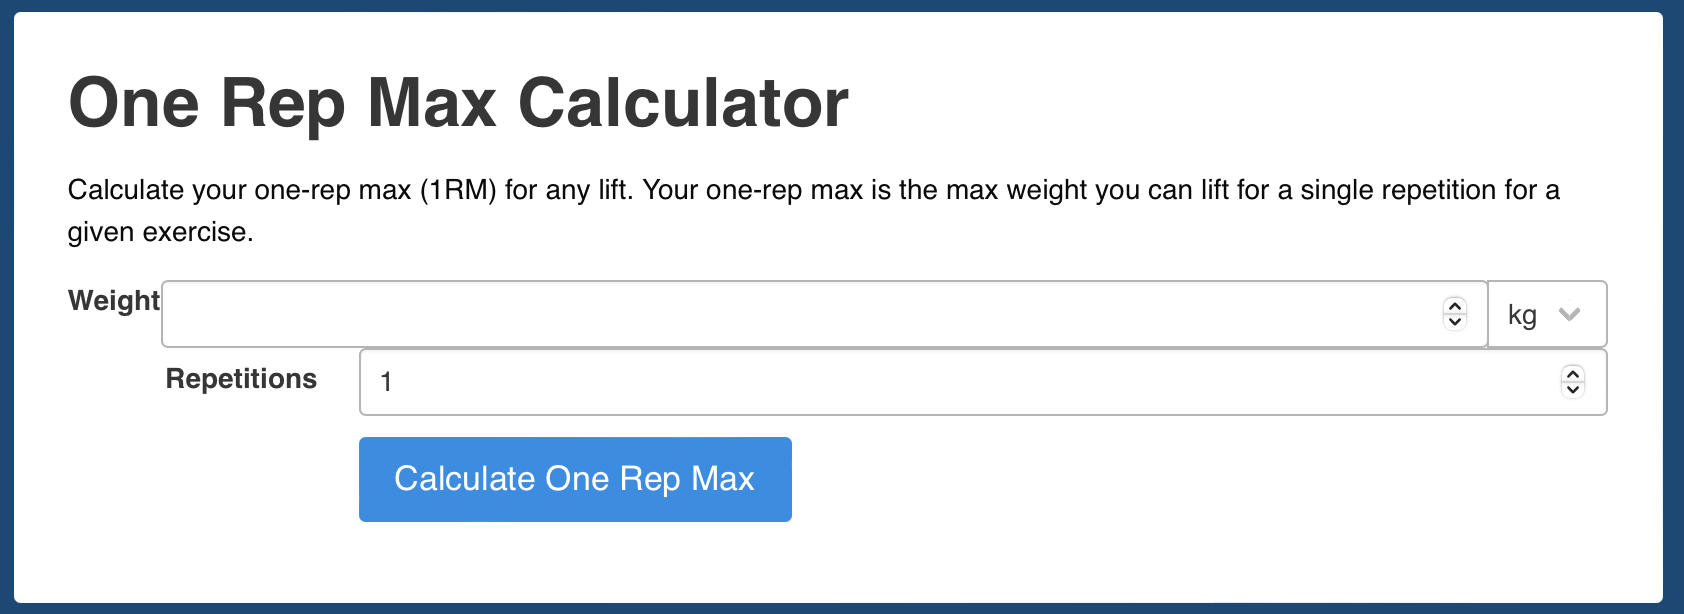 One Rep Max Calculator
Calculate your one-rep max (1RM) for any lift. Your one-rep max is the max weight you can lift for a single repetition for a
given exercise.
Weight kg
Repetitions 1
Calculate One Rep Max